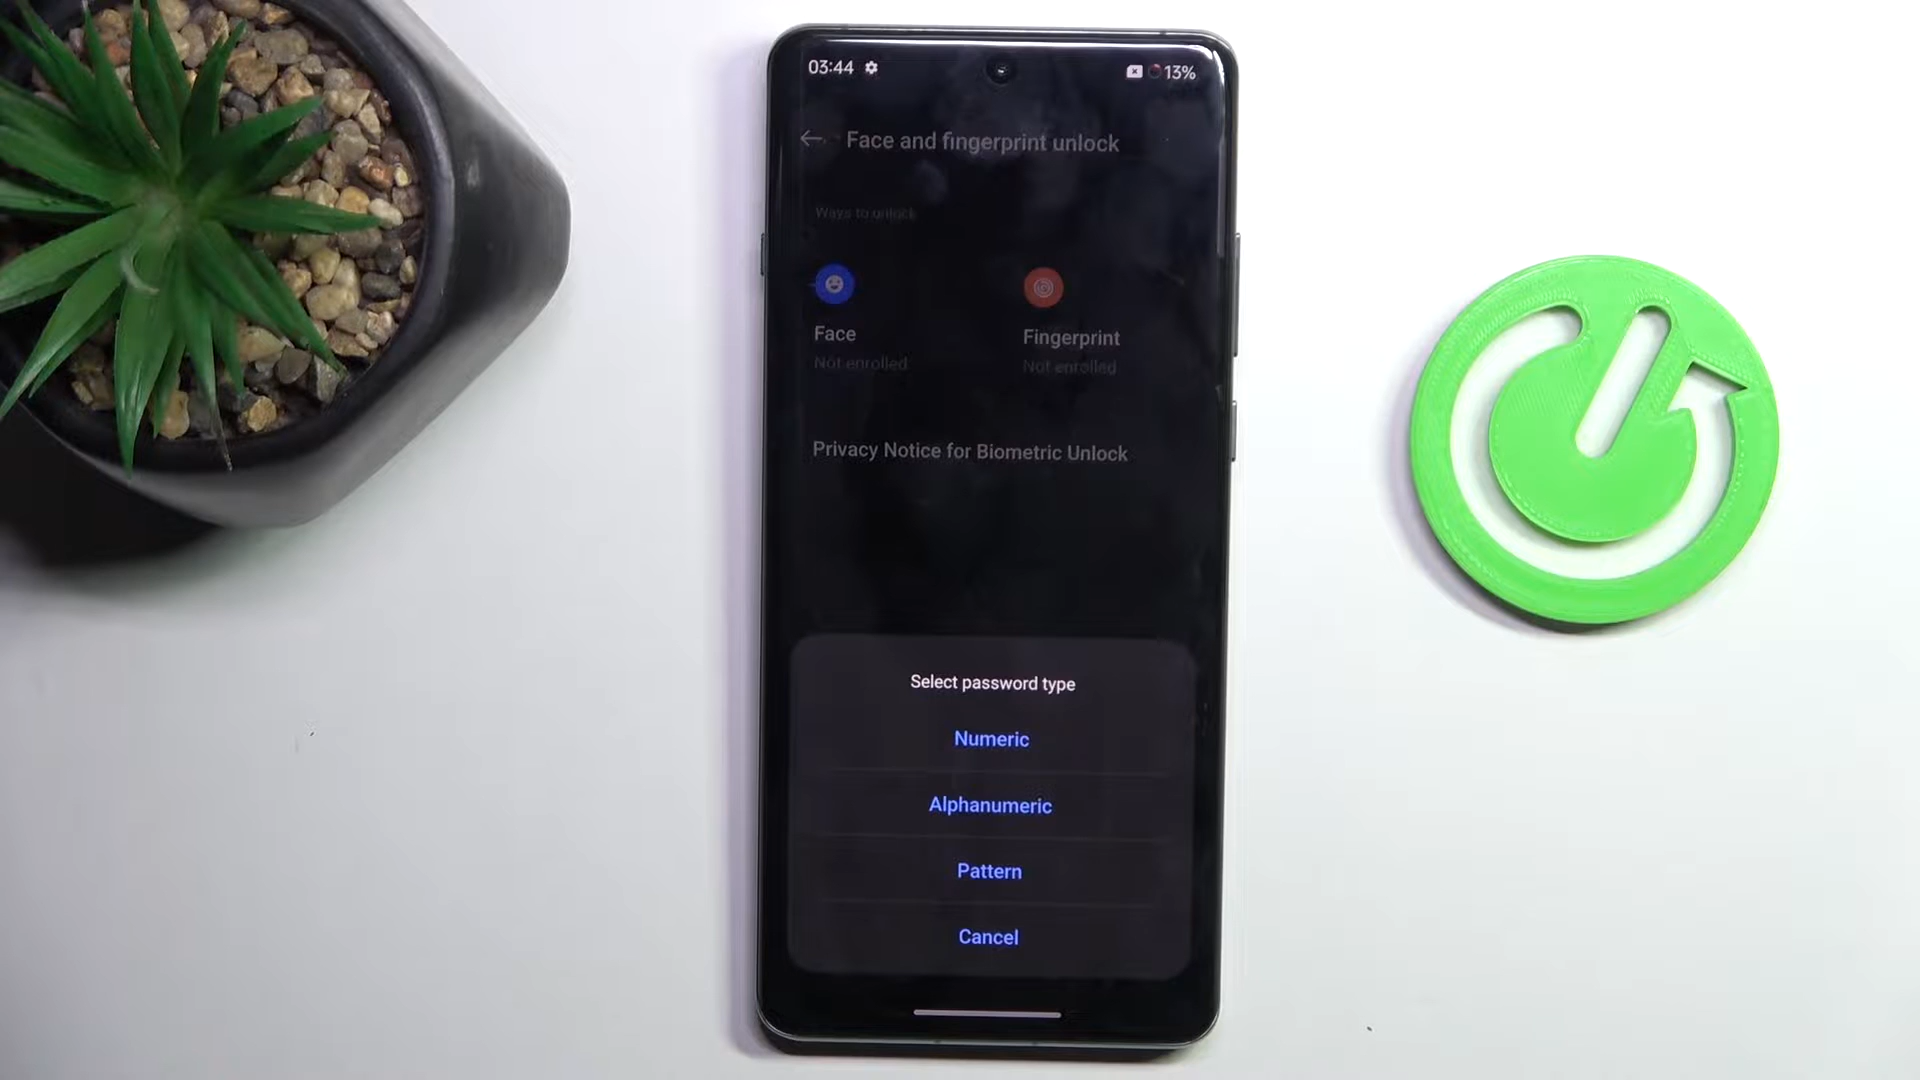 03:44 13%
Face and fingerprint unlock
Ways to unlock
Face Fingerprint
Not enrolled Not enrolled
Privacy Notice for Biometric Unlock
Select password type
Numeric
Alphanumeric
Pattern
Cancel